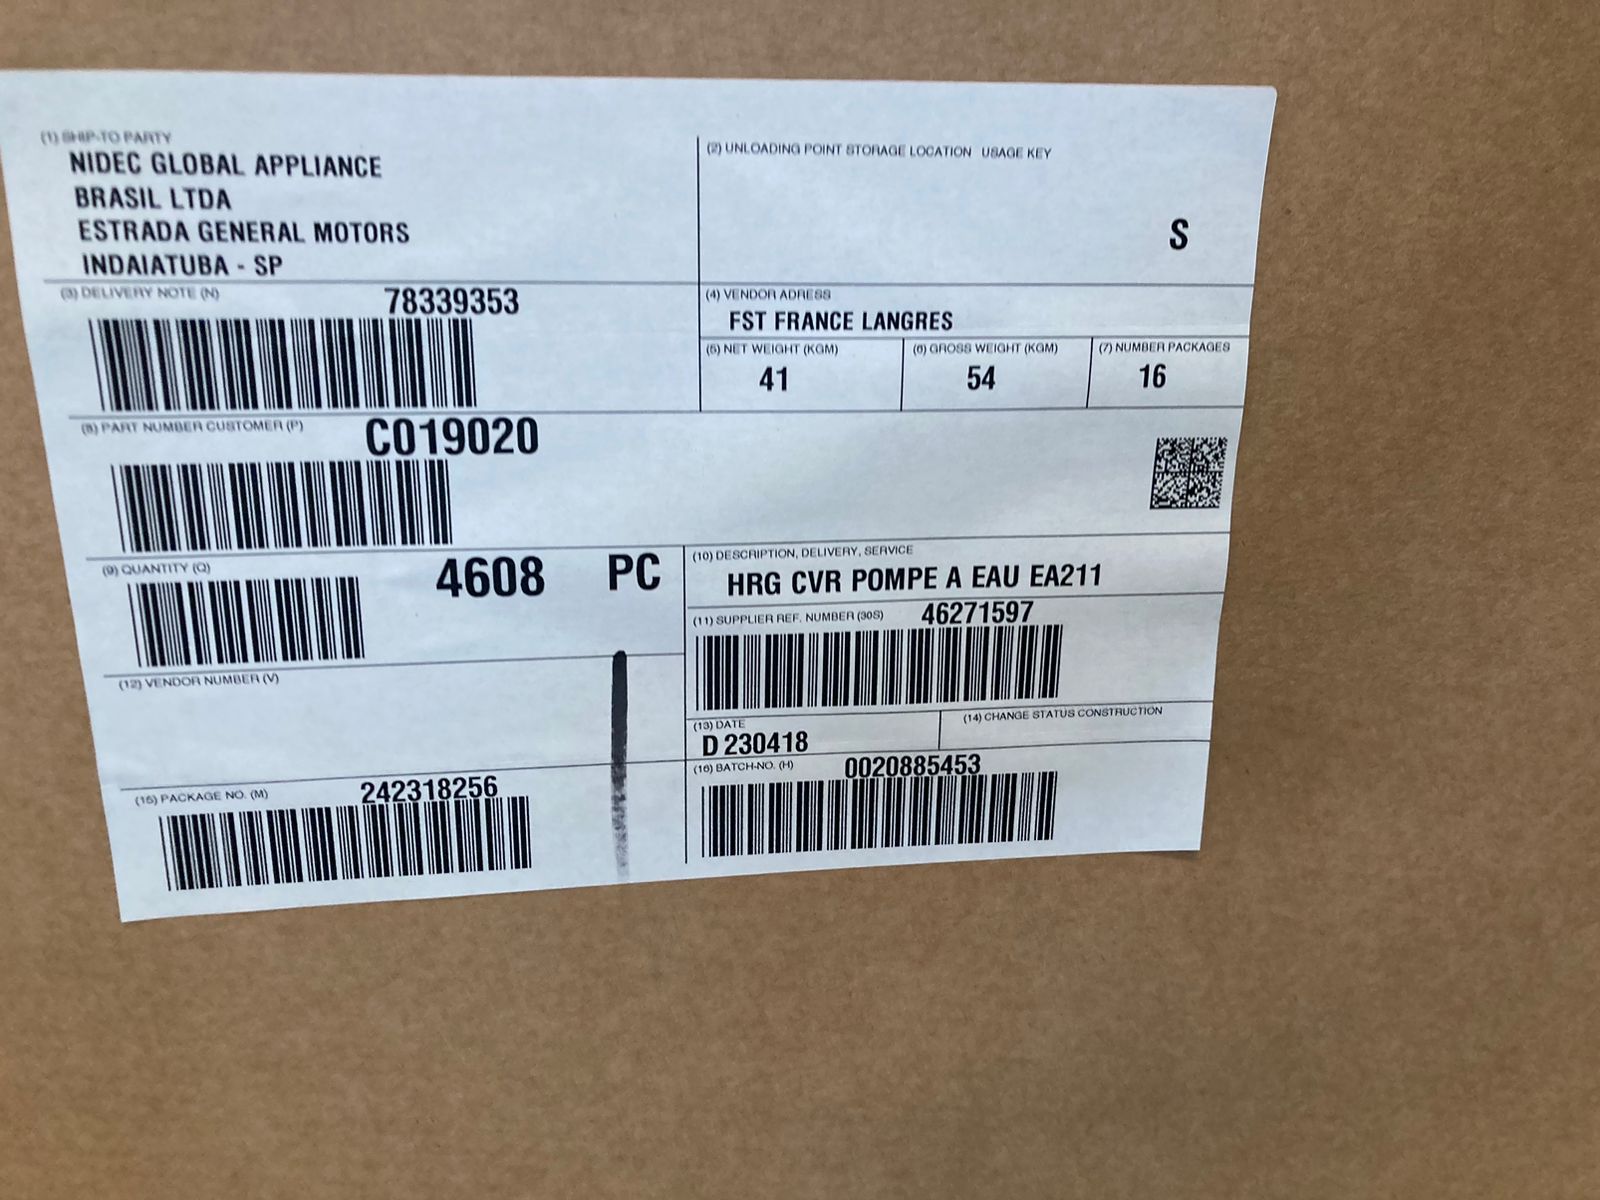 (1) SHIP-TO PARTY
NIDEC GLOBAL APPLIANCE
BRASIL LTDA
ESTRADA GENERAL MOTORS
INDAIATUBA - SP
(2) UNLOADING POINT STORAGE LOCATION USAGE KEY
S
(3) DELIVERY NOTE (N)
78339353
(4) VENDOR ADRESS
FST FRANCE LANGRES
(5) NET WEIGHT (KGM)
41
(6) GROSS WEIGHT (KGM)
54
(7) NUMBER PACKAGES
16
(8) PART NUMBER CUSTOMER (P)
C019020
(9) QUANTITY (Q)
4608 PC
(10) DESCRIPTION, DELIVERY, SERVICE
HRG CVR POMPE A EAU EA211
(11) SUPPLIER REF. NUMBER (30S)
46271597
(12) VENDOR NUMBER (V)
(13) DATE
D 230418
(14) CHANGE STATUS CONSTRUCTION
(15) PACKAGE NO. (M)
242318256
(16) BATCH-NO. (H)
0020885453